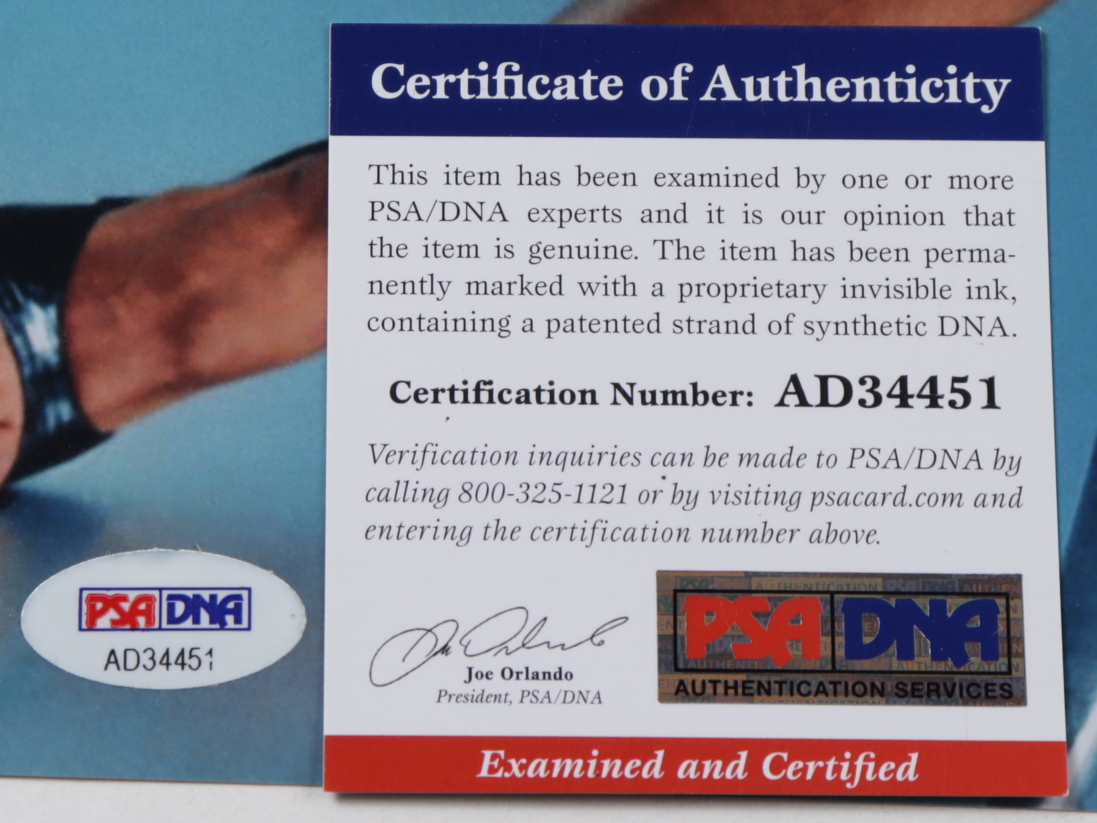 Certificate of Authenticity
This item has been examined by one or more
PSA/DNA experts and it is our opinion that
the item is genuine. The item has been perma-
nently marked with a proprietary invisible ink,
containing a patented strand of synthetic DNA.
Certification Number: AD34451
Verification inquiries can be made to PSA/DNA by
calling 800-325-1121 or by visiting psacard.com and
entering the certification number above.
PSA DNA
AD34451
Joe Orlando
President, PSA/DNA
PSA DNA
AUTHENTICATION SERVICES
Examined and Certified